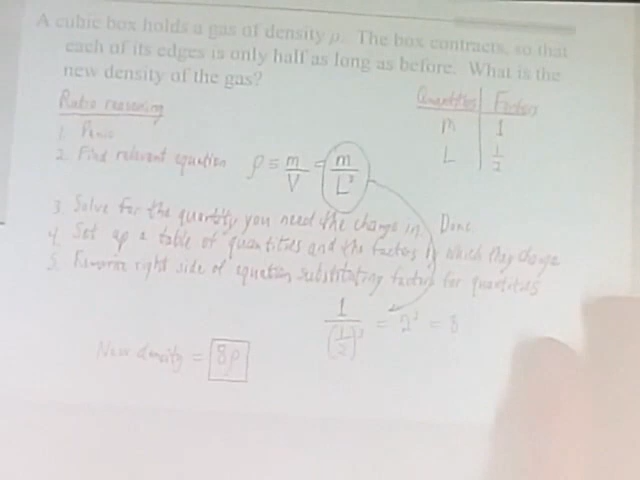 A cubic box holds a gas of density ρ. The box contracts, so that
each of its edges is only half as long as before. What is the
new density of the gas?
Ratio reasoning
Quantities Factors
1. Panic
m 1
2. Find relevant equation ρ = m/V = m/L³
L 1/2
3. Solve for the quantity you need the change in. Done.
4. Set up a table of quantities and the factors by which they change
5. Rewrite right side of equation substituting factors for quantities
1/(1/2)³ = 2³ = 8
New density = 8ρ